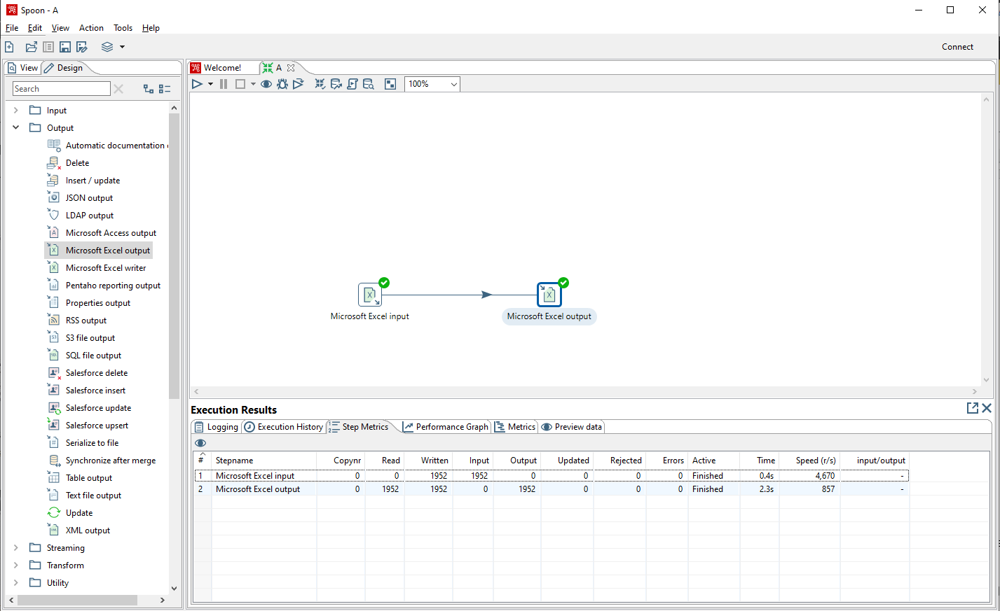 Spoon - A
File Edit View Action Tools Help
Connect
View Design
Search
Input
Output
Automatic documentation
Delete
Insert / update
JSON output
LDAP output
Microsoft Access output
Microsoft Excel output
Microsoft Excel writer
Pentaho reporting output
Properties output
RSS output
S3 file output
SQL file output
Salesforce delete
Salesforce insert
Salesforce update
Salesforce upsert
Serialize to file
Synchronize after merge
Table output
Text file output
Update
XML output
Streaming
Transform
Utility
Welcome! A
100%
Microsoft Excel input Microsoft Excel output
Execution Results
Logging Execution History Step Metrics Performance Graph Metrics Preview data
# Stepname Copynr Read Written Input Output Updated Rejected Errors Active Time Speed (r/s) input/output
1 Microsoft Excel input 0 0 1952 1952 0 0 0 0 Finished 0.4s 4,670 -
2 Microsoft Excel output 0 1952 1952 0 1952 0 0 0 Finished 2.3s 857 -